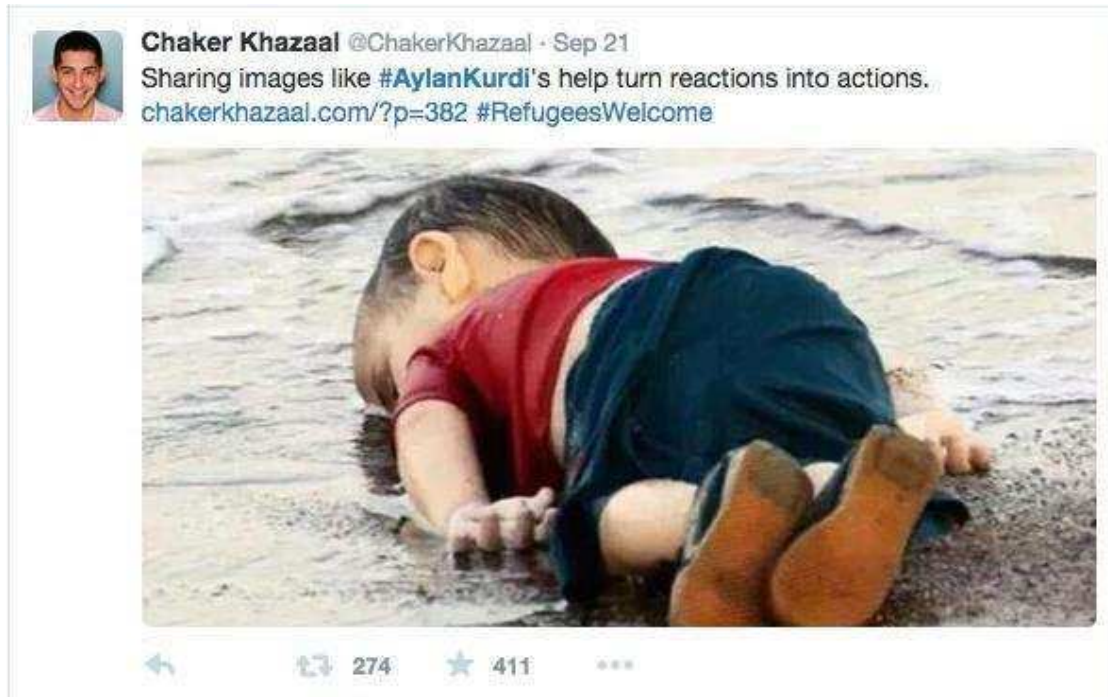 Chaker Khazaal @ChakerKhazaal · Sep 21
Sharing images like #AylanKurdi's help turn reactions into actions.
chakerkhazaal.com/?p=382 #RefugeesWelcome
274 411